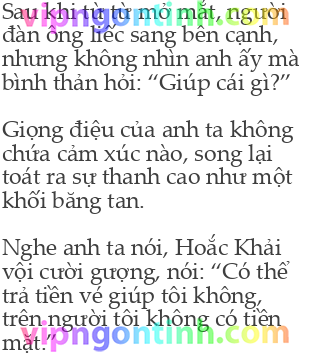 Sau khi từ từ mở mắt, người
đàn ông liếc sang bên cạnh,
nhưng không nhìn anh ấy mà
bình thản hỏi: “Giúp cái gì?”
Giọng điệu của anh ta không
chứa cảm xúc nào, song lại
toát ra sự thanh cao như một
khối băng tan.
Nghe anh ta nói, Hoắc Khải
vội cười gượng, nói: “Có thể
trả tiền vé giúp tôi không,
trên người tôi không có tiền
mặt.”
vipngontinh.com
vipngontinh.com